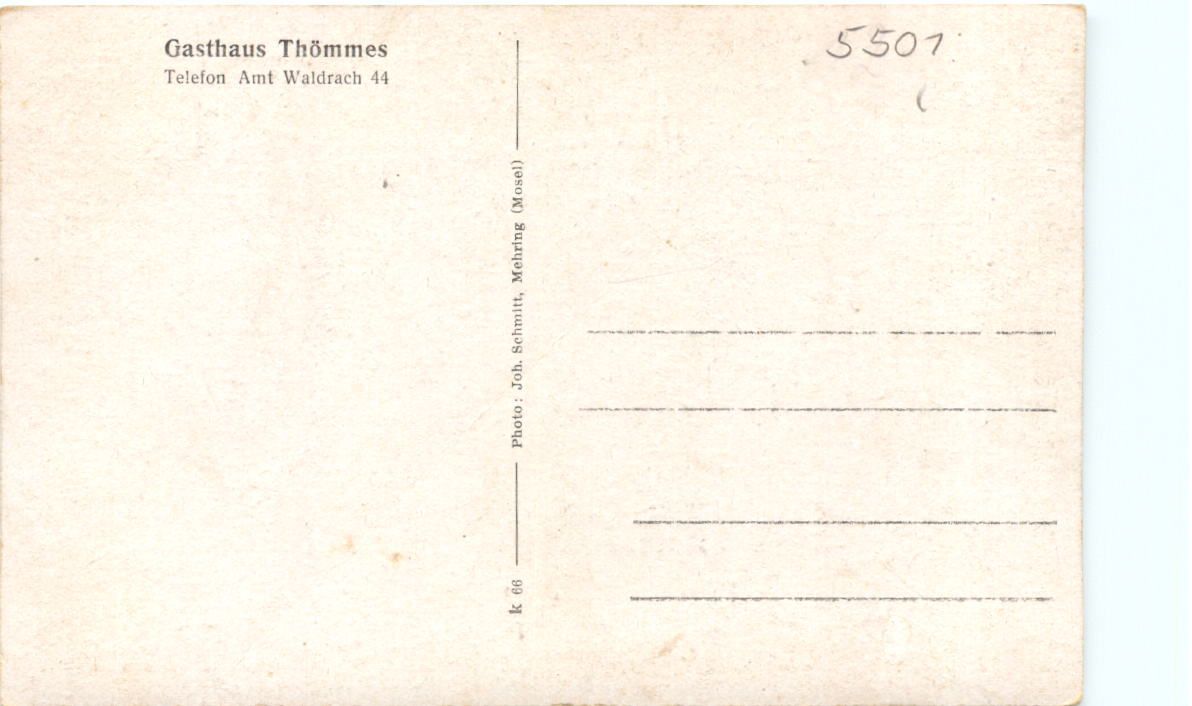 Gasthaus Thömmes
Telefon Amt Waldrach 44
k 66
Photo: Joh. Schmitt, Mehring (Mosel)
5501